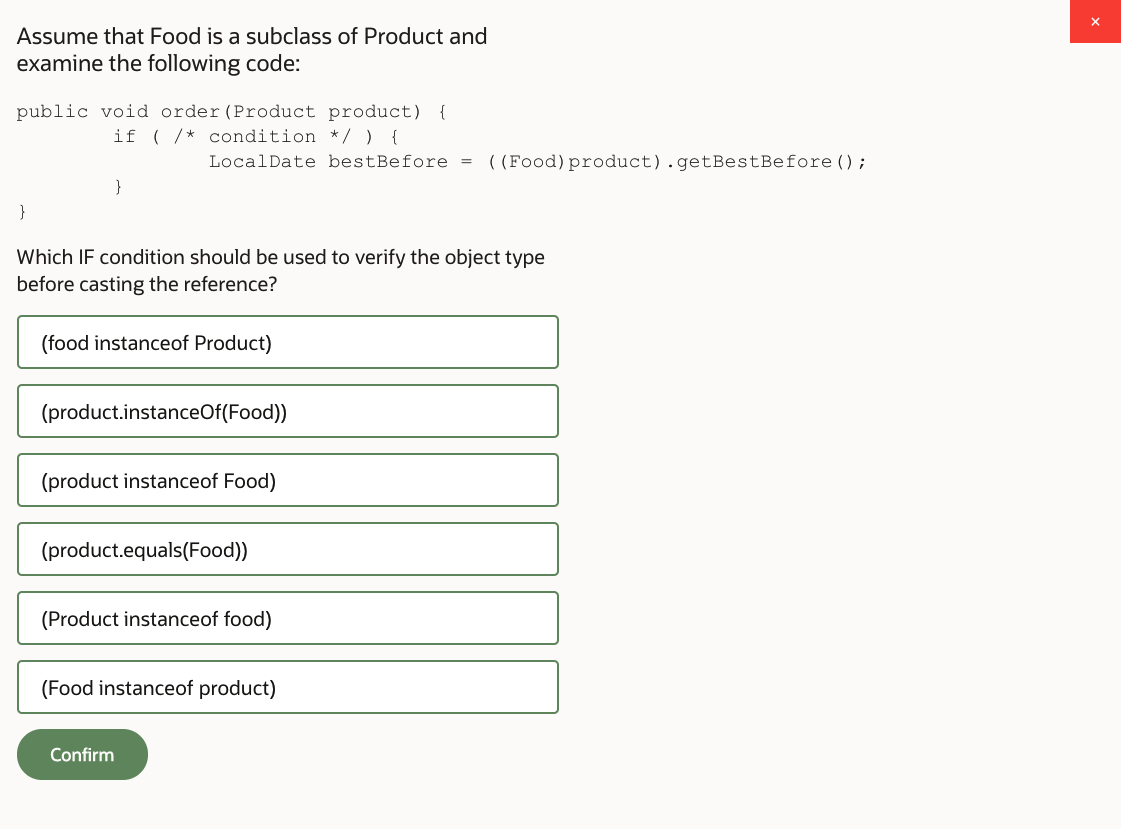 ×
Assume that Food is a subclass of Product and
examine the following code:
public void order(Product product) {
        if ( /* condition */ ) {
                LocalDate bestBefore = ((Food)product).getBestBefore();
        }
}
Which IF condition should be used to verify the object type
before casting the reference?
(food instanceof Product)
(product.instanceOf(Food))
(product instanceof Food)
(product.equals(Food))
(Product instanceof food)
(Food instanceof product)
Confirm